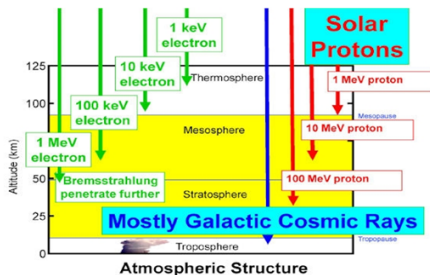 1 keV
electron
Solar
Protons
10 keV
electron
125
Thermosphere
1 MeV proton
100 keV
electron
100
Mesopause
Mesosphere
10 MeV proton
1 MeV
electron
Altitude (km)
Bremsstrahlung
penetrate further
100 MeV proton
50
Stratosphere
25
Mostly Galactic Cosmic Rays
Tropopause
Troposphere
0
Atmospheric Structure